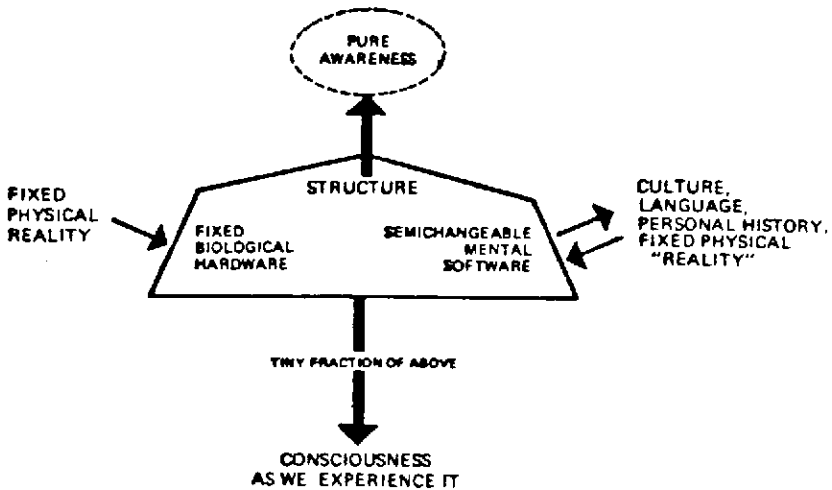 PURE
AWARENESS
STRUCTURE
FIXED
PHYSICAL
REALITY
FIXED
BIOLOGICAL
HARDWARE
SEMICHANGEABLE
MENTAL
SOFTWARE
CULTURE,
LANGUAGE,
PERSONAL HISTORY,
FIXED PHYSICAL
"REALITY"
TINY FRACTION OF ABOVE
CONSCIOUSNESS
AS WE EXPERIENCE IT